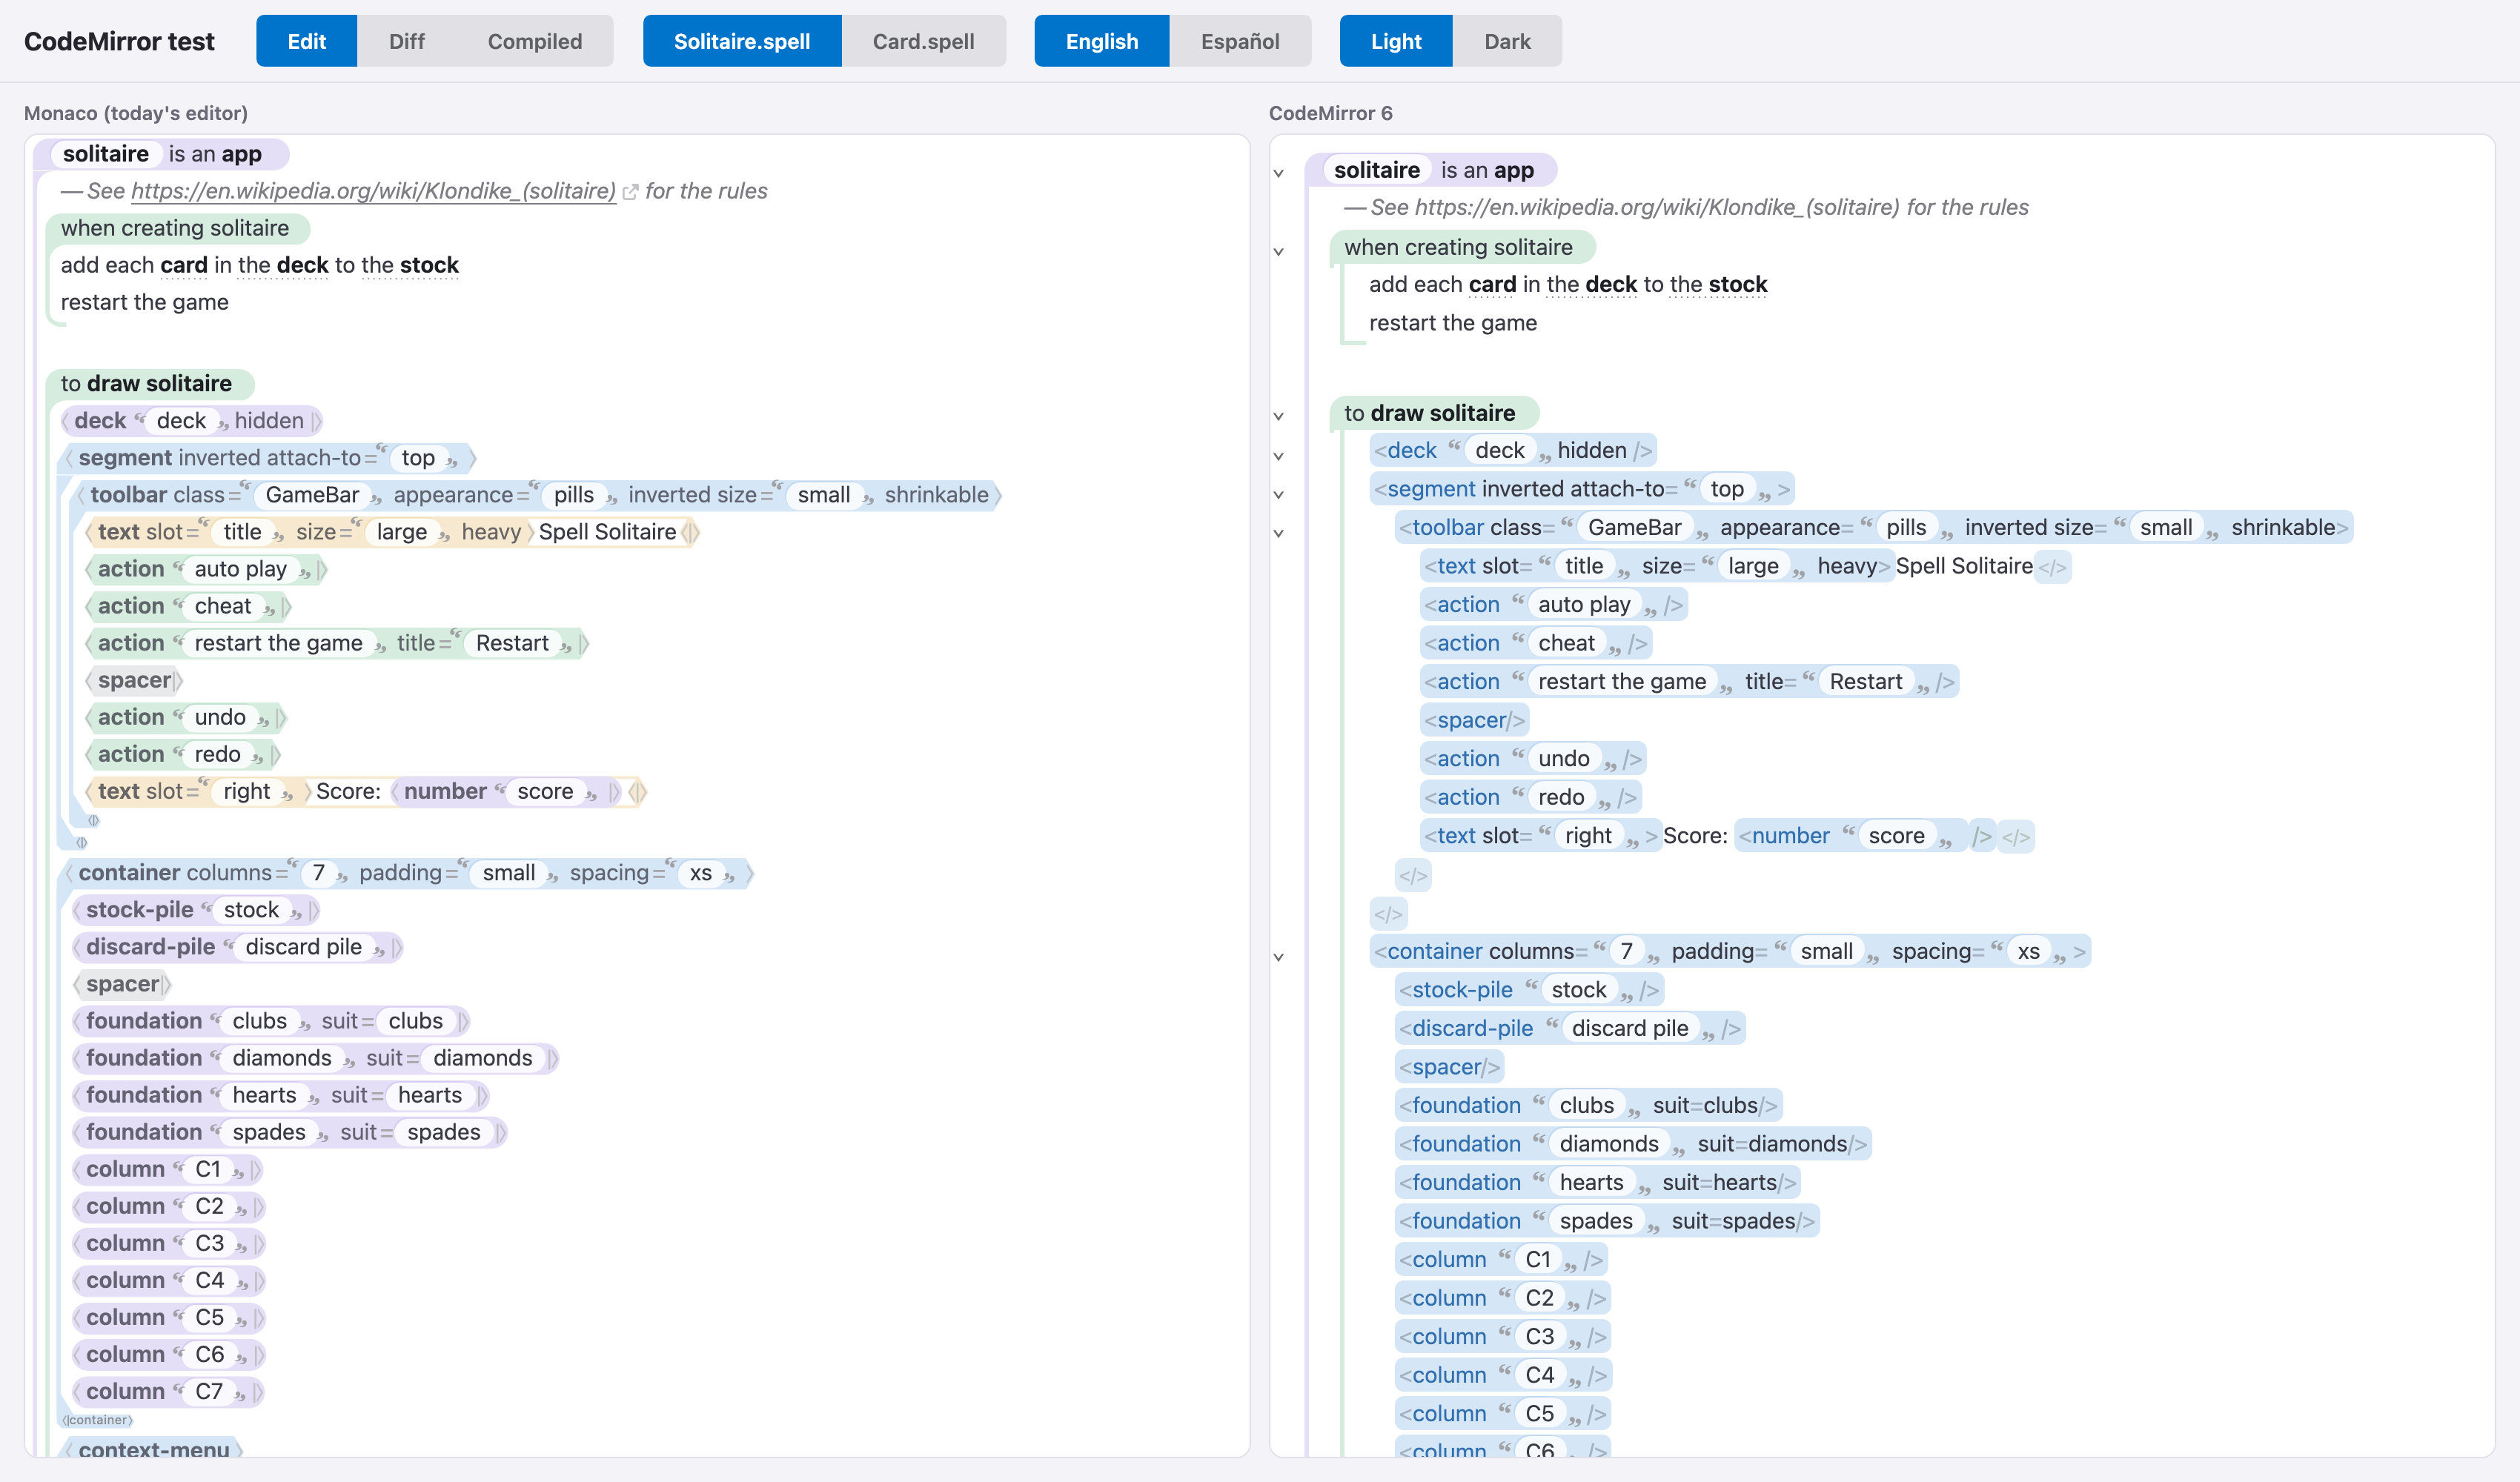 CodeMirror test Edit Diff Compiled Solitaire.spell Card.spell English Español Light Dark
Monaco (today's editor)
solitaire is an app
— See https://en.wikipedia.org/wiki/Klondike_(solitaire) for the rules
when creating solitaire
add each card in the deck to the stock
restart the game
to draw solitaire
⟨deck “ deck „ hidden |⟩
⟨segment inverted attach-to=“ top „ ⟩
⟨toolbar class=“ GameBar „ appearance=“ pills „ inverted size=“ small „ shrinkable⟩
⟨text slot=“ title „ size=“ large „ heavy⟩Spell Solitaire⟨|⟩
⟨action “ auto play „|⟩
⟨action “ cheat „|⟩
⟨action “ restart the game „ title=“ Restart „|⟩
⟨spacer|⟩
⟨action “ undo „|⟩
⟨action “ redo „|⟩
⟨text slot=“ right „ ⟩Score: ⟨number “ score „ |⟩ ⟨|⟩
⟨|⟩
⟨|⟩
⟨container columns=“ 7 „ padding=“ small „ spacing=“ xs „ ⟩
⟨stock-pile “ stock „|⟩
⟨discard-pile “ discard pile „|⟩
⟨spacer|⟩
⟨foundation “ clubs „ suit= clubs |⟩
⟨foundation “ diamonds „ suit= diamonds |⟩
⟨foundation “ hearts „ suit= hearts |⟩
⟨foundation “ spades „ suit= spades |⟩
⟨column “ C1 „|⟩
⟨column “ C2 „|⟩
⟨column “ C3 „|⟩
⟨column “ C4 „|⟩
⟨column “ C5 „|⟩
⟨column “ C6 „|⟩
⟨column “ C7 „|⟩
⟨|container⟩
⟨context-menu⟩
CodeMirror 6
solitaire is an app
— See https://en.wikipedia.org/wiki/Klondike_(solitaire) for the rules
when creating solitaire
add each card in the deck to the stock
restart the game
to draw solitaire
<deck “ deck „ hidden />
<segment inverted attach-to= “ top „ >
<toolbar class= “ GameBar „ appearance= “ pills „ inverted size= “ small „ shrinkable>
<text slot= “ title „ size= “ large „ heavy>Spell Solitaire</>
<action “ auto play „ />
<action “ cheat „ />
<action “ restart the game „ title= “ Restart „ />
<spacer/>
<action “ undo „ />
<action “ redo „ />
<text slot= “ right „ >Score: <number “ score „ /> </>
</>
</>
<container columns= “ 7 „ padding= “ small „ spacing= “ xs „ >
<stock-pile “ stock „ />
<discard-pile “ discard pile „ />
<spacer/>
<foundation “ clubs „ suit=clubs/>
<foundation “ diamonds „ suit=diamonds/>
<foundation “ hearts „ suit=hearts/>
<foundation “ spades „ suit=spades/>
<column “ C1 „ />
<column “ C2 „ />
<column “ C3 „ />
<column “ C4 „ />
<column “ C5 „ />
<column “ C6 „ />